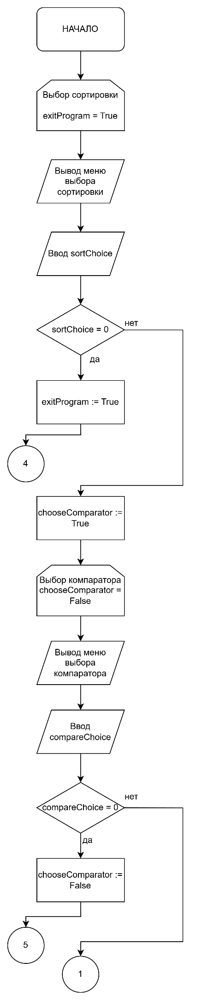 НАЧАЛО
Выбор сортировки
exitProgram = True
Вывод меню
выбора
сортировки
Ввод sortChoice
sortChoice = 0
нет
да
exitProgram := True
4
chooseComparator :=
True
Выбор компаратора
chooseComparator =
False
Вывод меню
выбора
компаратора
Ввод
compareChoice
compareChoice = 0
нет
да
chooseComparator :=
False
5
1